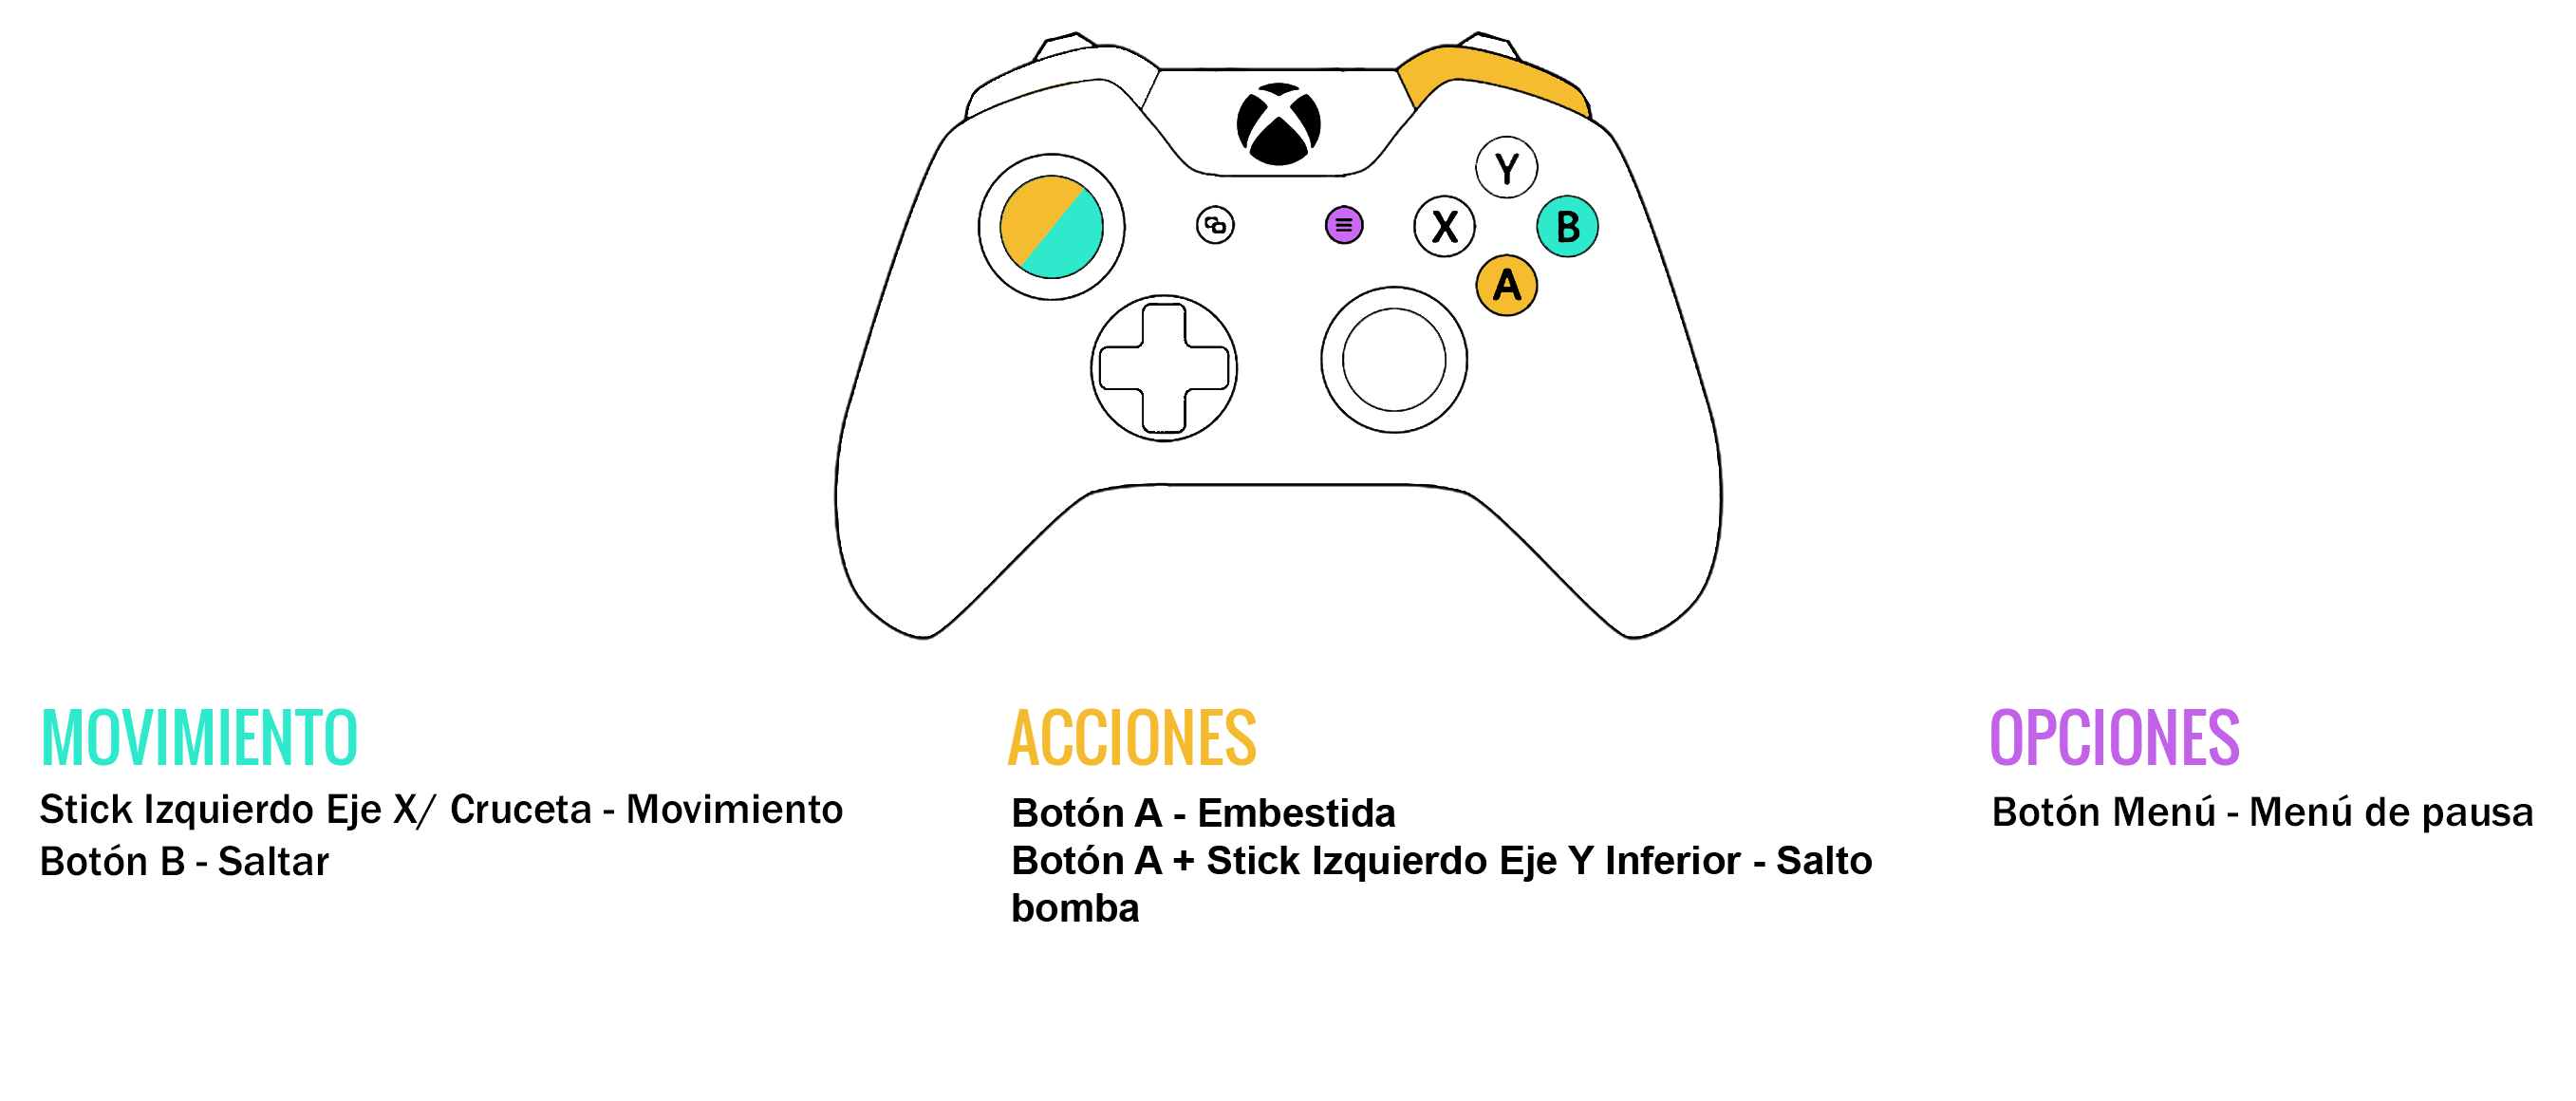 Y
X
B
A
MOVIMIENTO
Stick Izquierdo Eje X/ Cruceta - Movimiento
Botón B - Saltar
ACCIONES
Botón A - Embestida
Botón A + Stick Izquierdo Eje Y Inferior - Salto
bomba
OPCIONES
Botón Menú - Menú de pausa